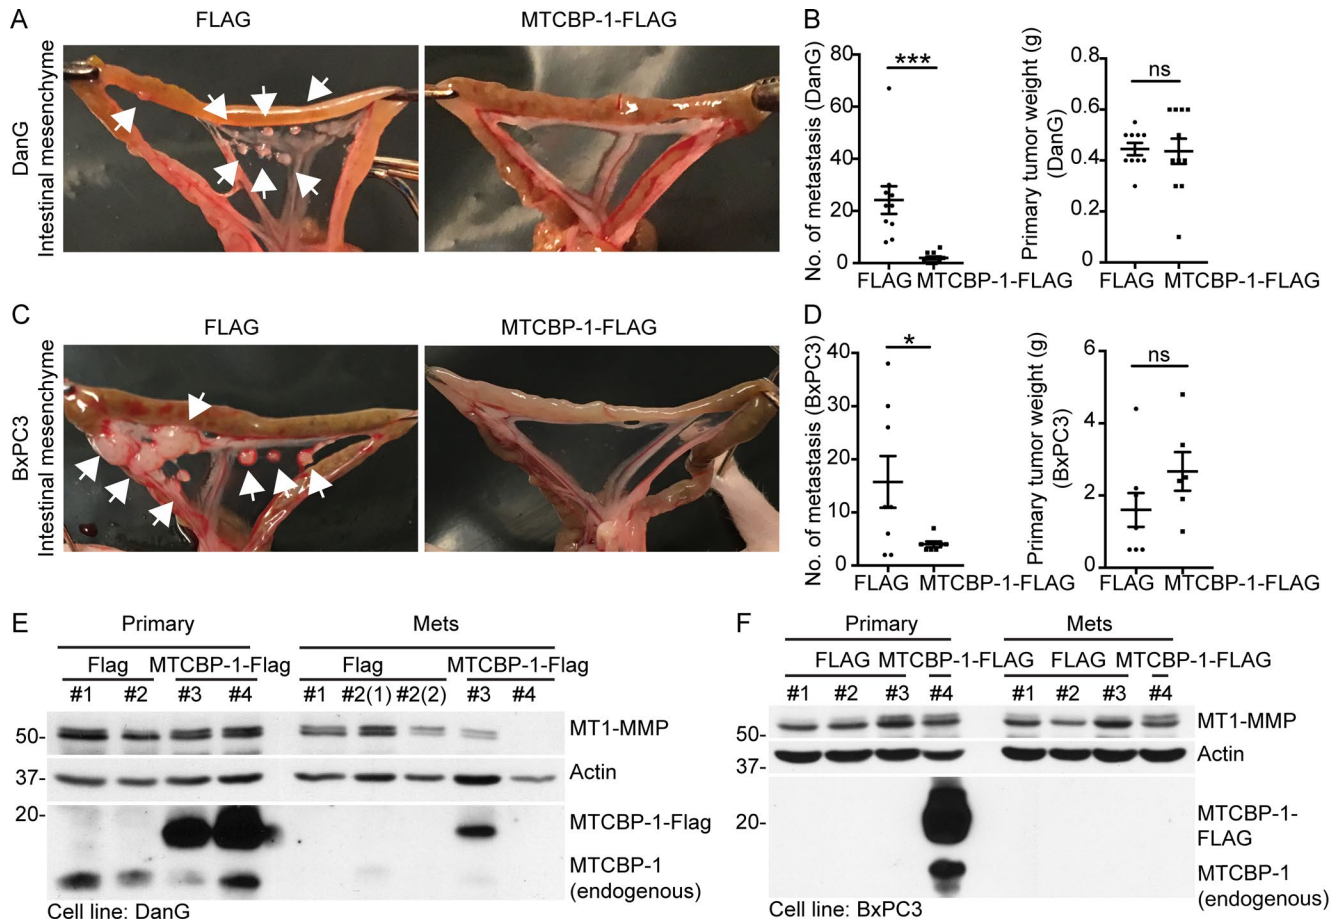 A
FLAG
MTCBP-1-FLAG
DanG
Intestinal mesenchyme
B
No. of metastasis (DanG)
80
60
40
20
0
***
FLAG MTCBP-1-FLAG
Primary tumor weight (g)
(DanG)
0.8
0.6
0.4
0.2
0
ns
FLAG MTCBP-1-FLAG
C
FLAG
MTCBP-1-FLAG
BxPC3
Intestinal mesenchyme
D
No. of metastasis (BxPC3)
40
30
20
10
0
*
FLAG MTCBP-1-FLAG
Primary tumor weight (g)
(BxPC3)
6
4
2
0
ns
FLAG MTCBP-1-FLAG
E
Primary Mets
Flag MTCBP-1-Flag Flag MTCBP-1-Flag
#1 #2 #3 #4 #1 #2(1) #2(2) #3 #4
50- MT1-MMP
37- Actin
20-
MTCBP-1-Flag
MTCBP-1
(endogenous)
Cell line: DanG
F
Primary Mets
FLAG MTCBP-1-FLAG FLAG MTCBP-1-FLAG
#1 #2 #3 #4 #1 #2 #3 #4
MT1-MMP
50-
Actin
37-
20-
MTCBP-1-
FLAG
MTCBP-1
(endogenous)
Cell line: BxPC3